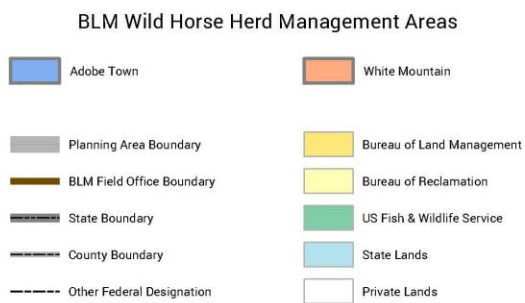 BLM Wild Horse Herd Management Areas
Adobe Town
White Mountain
Planning Area Boundary
Bureau of Land Management
BLM Field Office Boundary
Bureau of Reclamation
State Boundary
US Fish & Wildlife Service
County Boundary
State Lands
Other Federal Designation
Private Lands